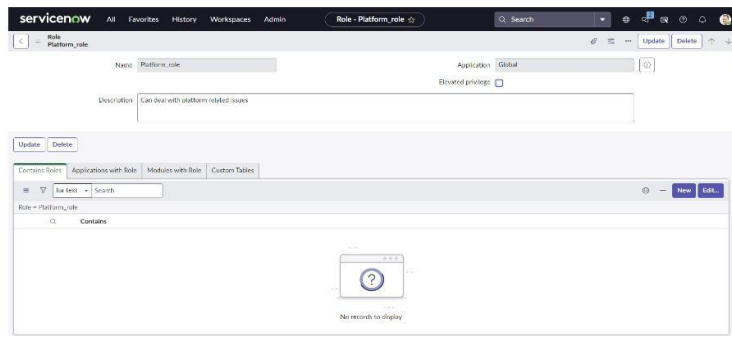 servicenow All Favorites History Workspaces Admin Role - Platform_role ☆ Search
Role
Platform_role
Update Delete
Name Platform_role Application Global
Elevated privilege
Description Can deal with platform related issues
Update Delete
Contains Roles Applications with Role Modules with Role Custom Tables
for text Search New Edit...
Role = Platform_role
Contains
No records to display